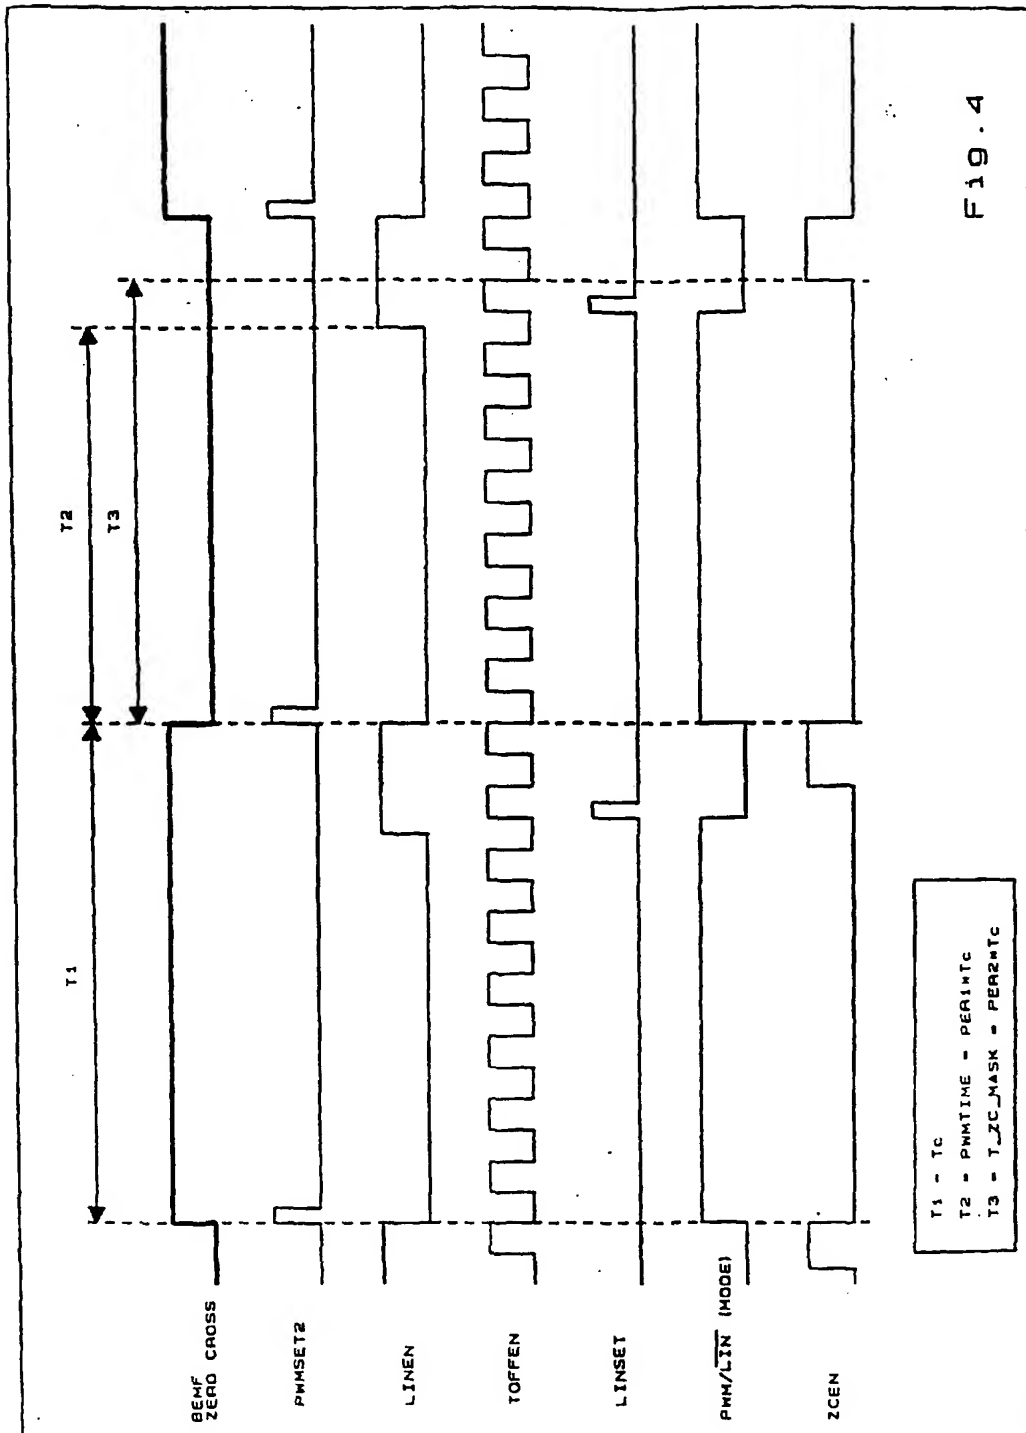 T1
T2
T3
BEMF
ZERO CROSS
PWMSET2
LINEN
TOFFEN
LINSET
PWM/LIN (MODE)
ZCEN
T1 - Tc
T2 - PWMTIME - PER1*Tc
T3 - T_ZC_MASK - PER2*Tc
Fig. 4